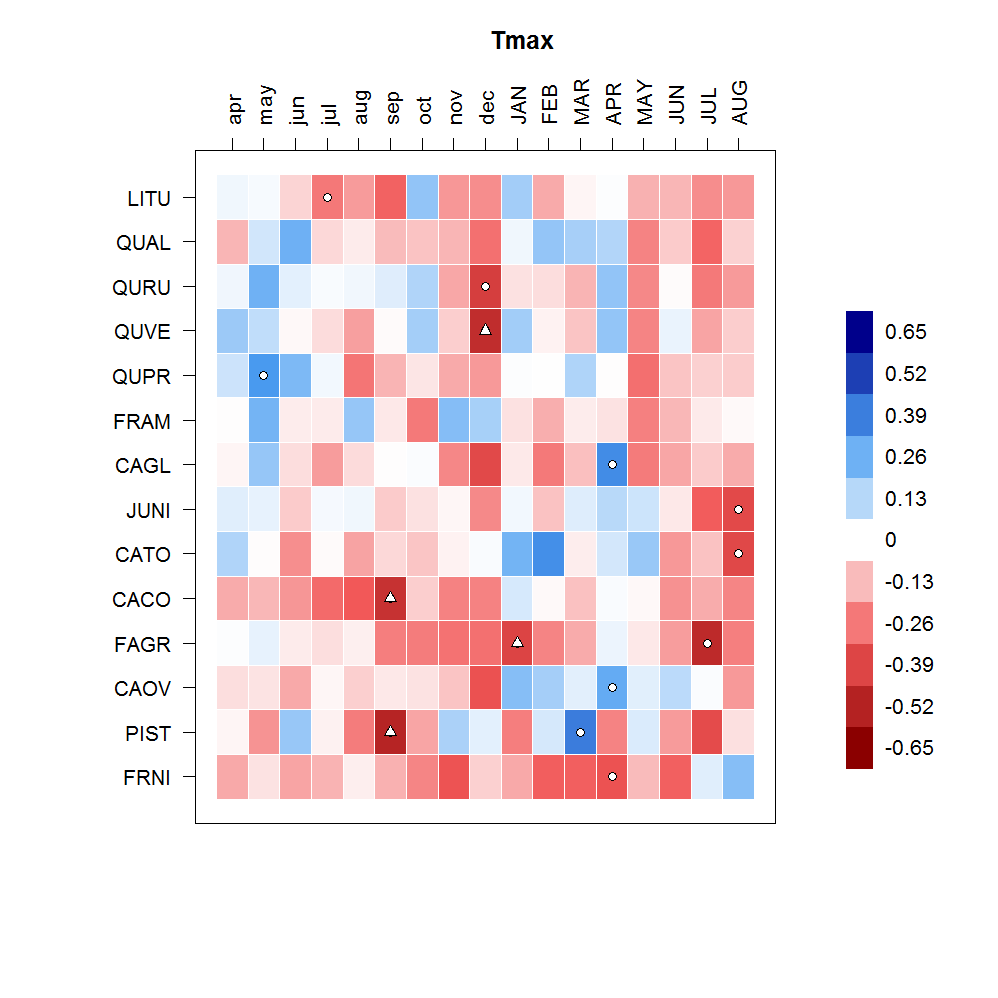 Tmax
apr may jun jul aug sep oct nov dec JAN FEB MAR APR MAY JUN JUL AUG
LITU
QUAL
QURU
QUVE
QUPR
FRAM
CAGL
JUNI
CATO
CACO
FAGR
CAOV
PIST
FRNI
0.65
0.52
0.39
0.26
0.13
0
-0.13
-0.26
-0.39
-0.52
-0.65